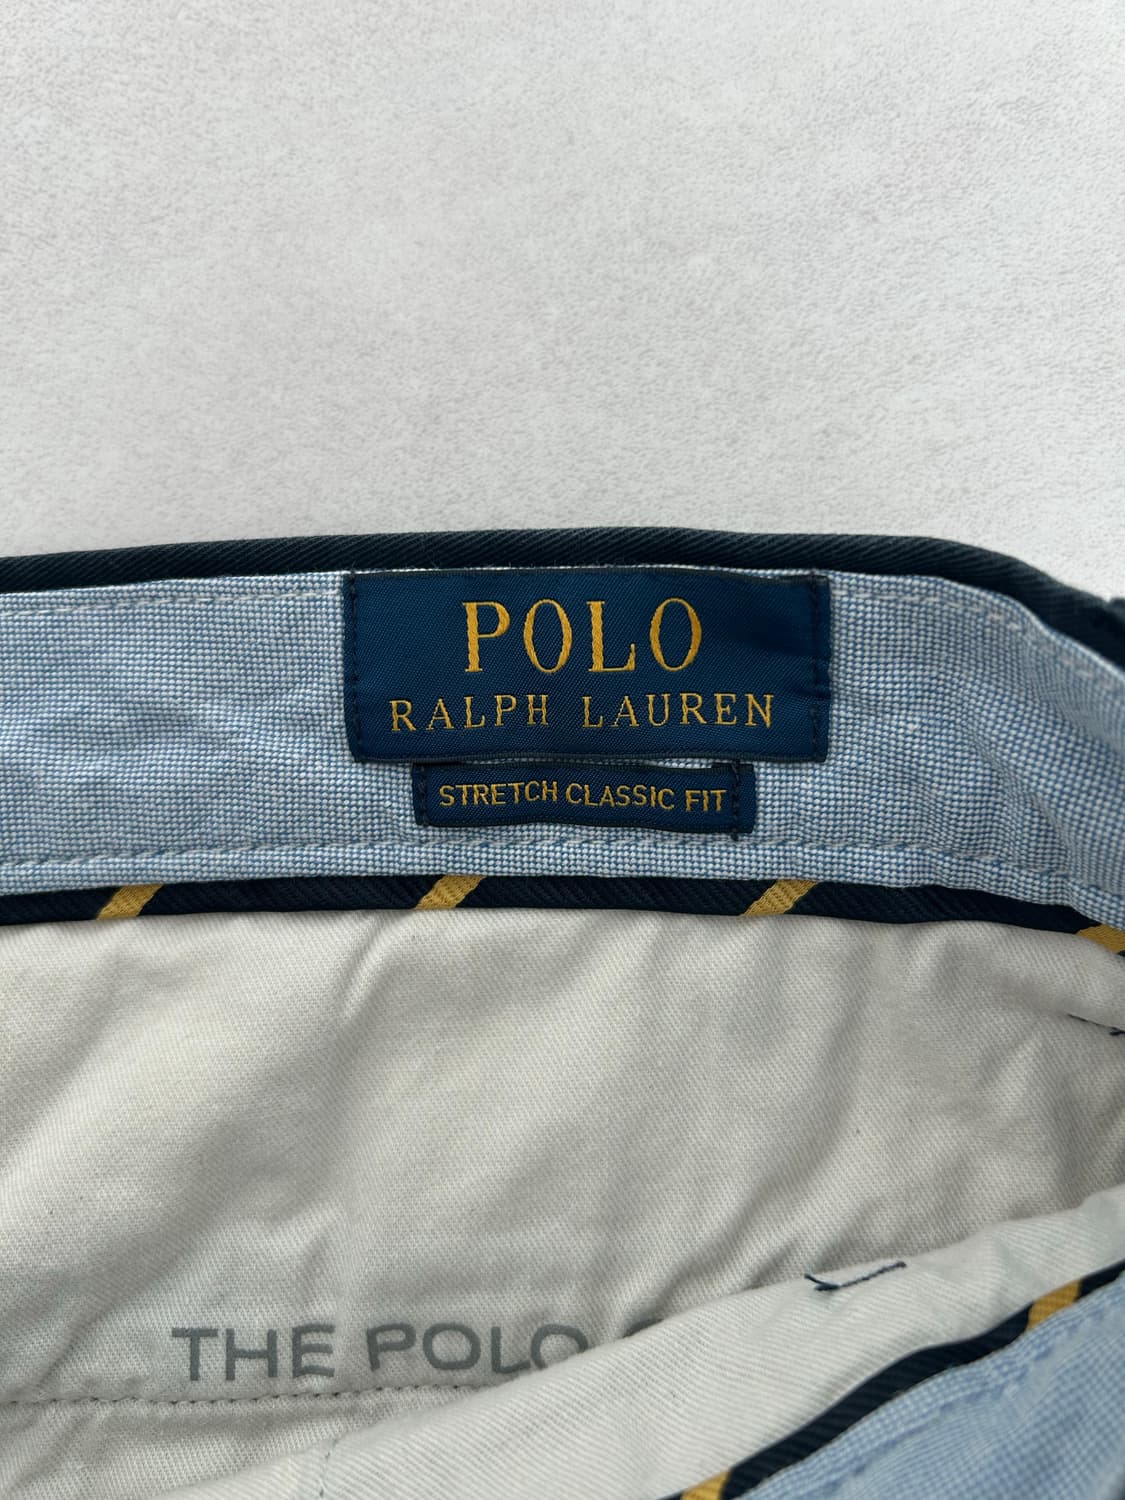 POLO
RALPH LAUREN
STRETCH CLASSIC FIT
THE POLO